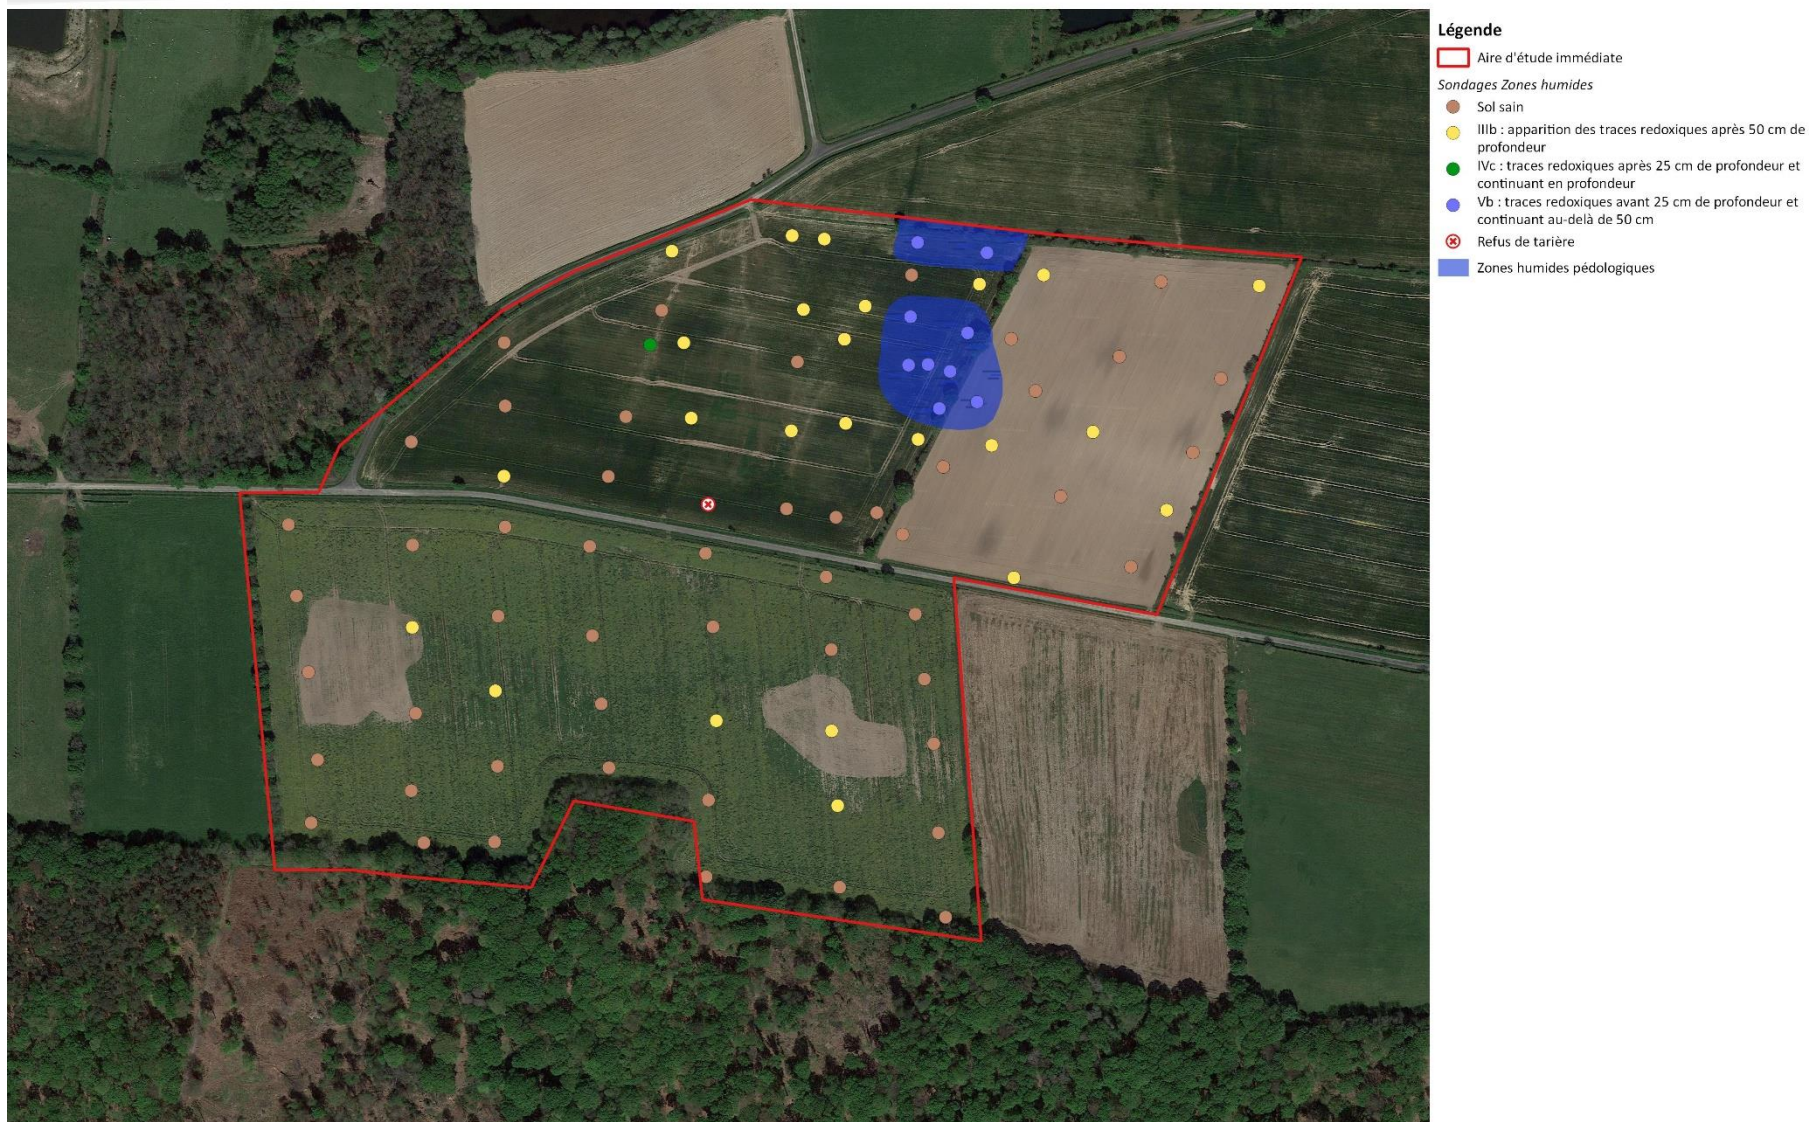 Légende
Aire d'étude immédiate
Sondages Zones humides
Sol sain
IIIb : apparition des traces redoxiques après 50 cm de
profondeur
IVc : traces redoxiques après 25 cm de profondeur et
continuant en profondeur
Vb : traces redoxiques avant 25 cm de profondeur et
continuant au-delà de 50 cm
Refus de tarière
Zones humides pédologiques